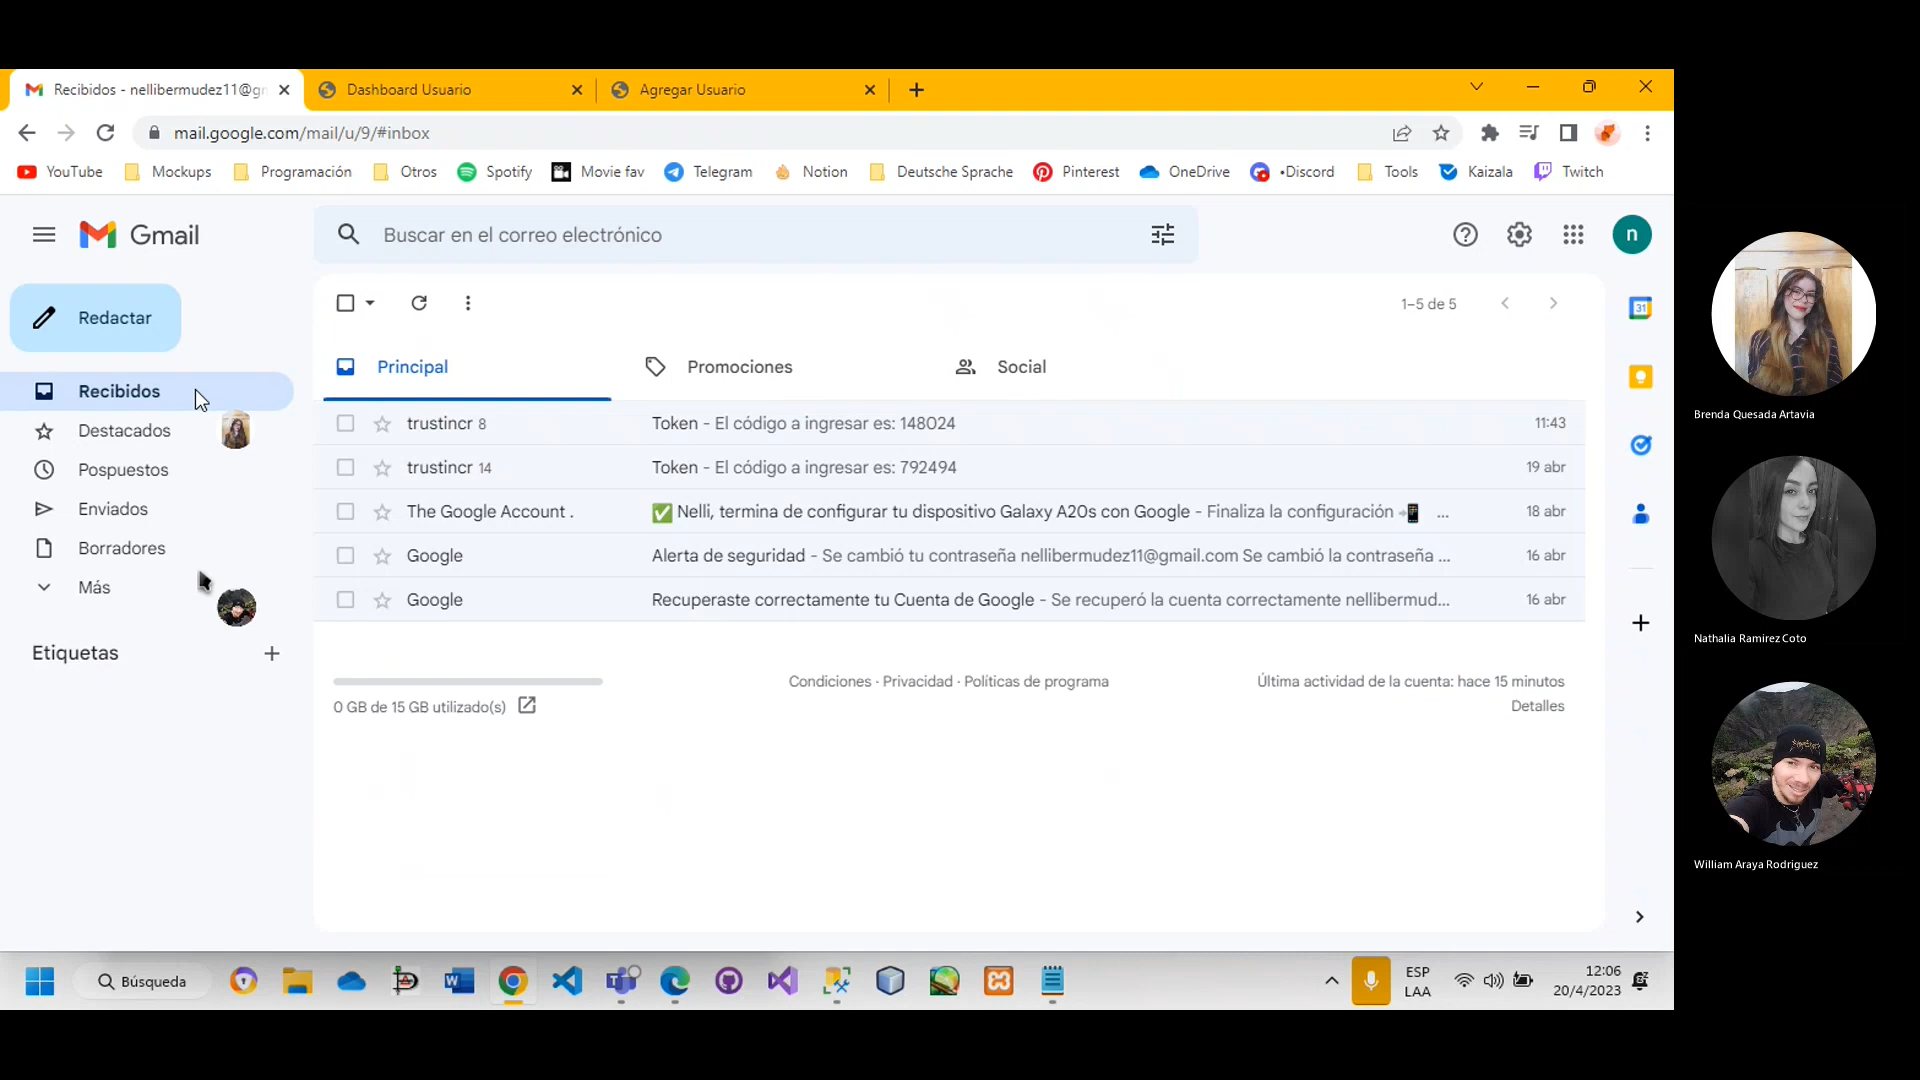 Recibidos - nellibermudez11@gm
Dashboard Usuario
Agregar Usuario
mail.google.com/mail/u/9/#inbox
YouTube
Mockups
Programación
Otros
Spotify
Movie fav
Telegram
Notion
Deutsche Sprache
Pinterest
OneDrive
•Discord
Tools
Kaizala
Twitch
Gmail
Buscar en el correo electrónico
n
Redactar
1–5 de 5
31
Principal
Promociones
Social
Recibidos
Destacados
Pospuestos
Enviados
Borradores
Más
Etiquetas
trustincr 8 Token - El código a ingresar es: 148024 11:43
trustincr 14 Token - El código a ingresar es: 792494 19 abr
The Google Account . ✅ Nelli, termina de configurar tu dispositivo Galaxy A20s con Google - Finaliza la configuración 📲 ... 18 abr
Google Alerta de seguridad - Se cambió tu contraseña nellibermudez11@gmail.com Se cambió la contraseña ... 16 abr
Google Recuperaste correctamente tu Cuenta de Google - Se recuperó la cuenta correctamente nellibermud... 16 abr
0 GB de 15 GB utilizado(s)
Condiciones · Privacidad · Políticas de programa
Última actividad de la cuenta: hace 15 minutos
Detalles
Brenda Quesada Artavia
Nathalia Ramirez Coto
William Araya Rodriguez
Búsqueda
ESP
LAA
12:06
20/4/2023